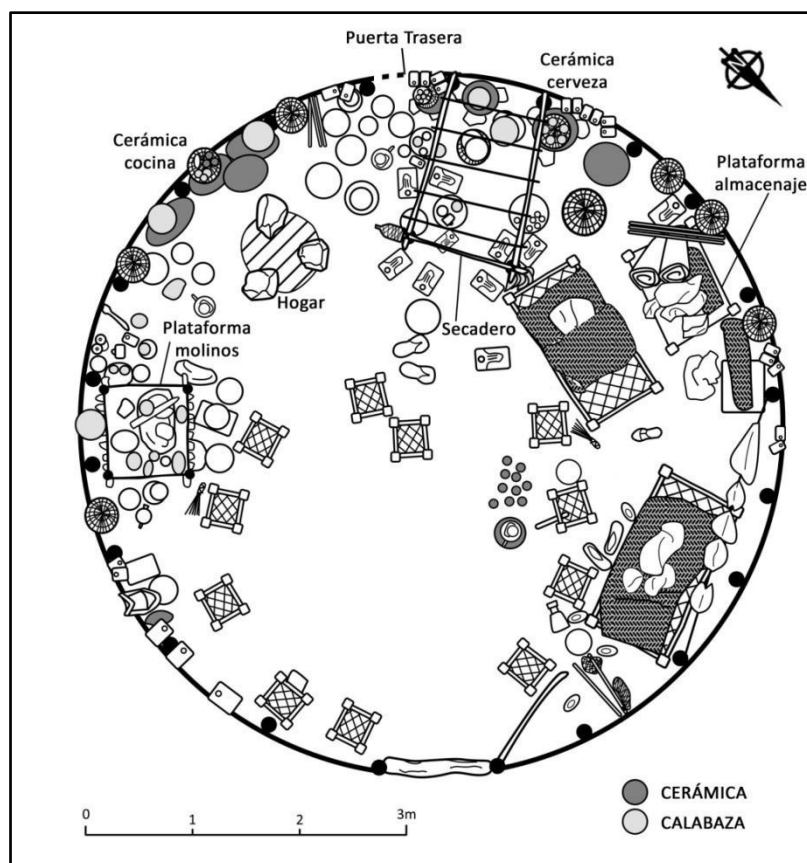 Puerta Trasera
Cerámica
cerveza
Cerámica
cocina
Plataforma
almacenaje
Hogar
Secadero
Plataforma
molinos
0 1 2 3m
CERÁMICA
CALABAZA